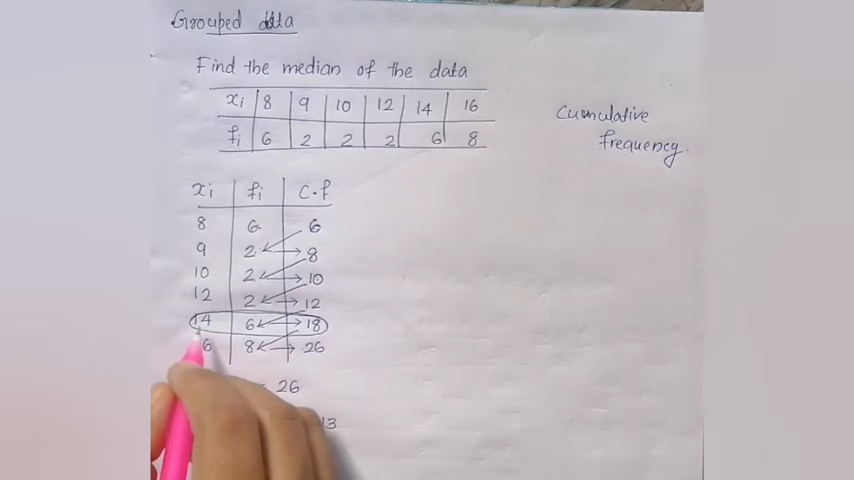 Grouped data
Find the median of the data
xi 8 9 10 12 14 16
fi 6 2 2 2 6 8
Cumulative
frequency.
xi fi C.f
8 6 6
9 2 8
10 2 10
12 2 12
14 6 18
6 8 26
= 26
13